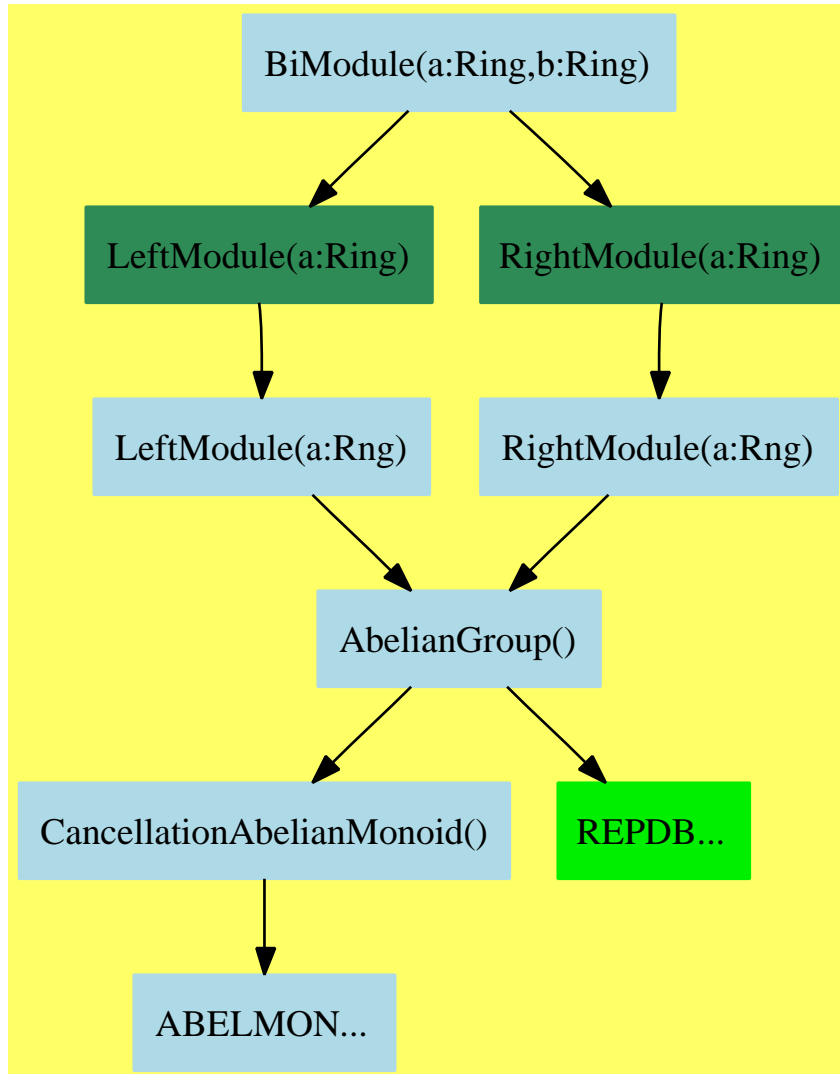 BiModule(a:Ring,b:Ring)
LeftModule(a:Ring)
RightModule(a:Ring)
LeftModule(a:Rng)
RightModule(a:Rng)
AbelianGroup()
CancellationAbelianMonoid()
REPDB...
ABELMON...